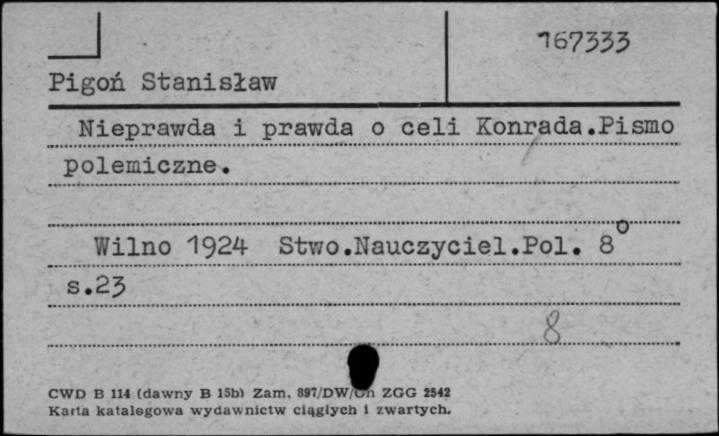 167333
Pigoń Stanisław
Nieprawda i prawda o celi Konrada.Pismo
polemiczne.
Wilno 1924 Stwo.Nauczyciel.Pol. 8°
s.23
8
CWD B 114 (dawny B 15b) Zam. 897/DW/Gn ZGG 2542
Karta katalogowa wydawnictw ciągłych i zwartych.